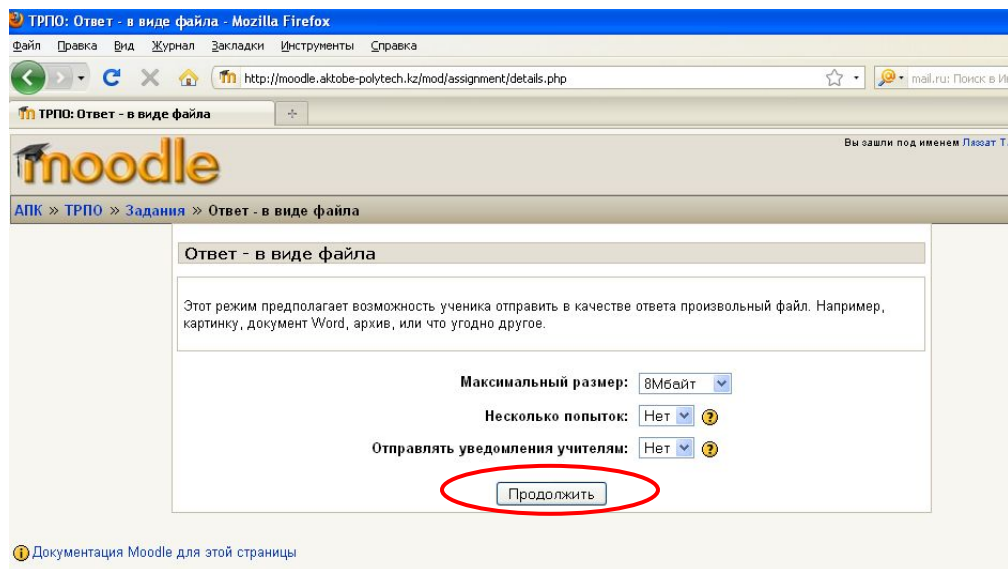 ТРПО: Ответ - в виде файла - Mozilla Firefox
Файл Правка Вид Журнал Закладки Инструменты Справка
http://moodle.aktobe-polytech.kz/mod/assignment/details.php mail.ru: Поиск в
ТРПО: Ответ - в виде файла
moodle
Вы зашли под именем Ляззат Т.
АПК » ТРПО » Задания » Ответ - в виде файла
Ответ - в виде файла
Этот режим предполагает возможность ученика отправить в качестве ответа произвольный файл. Например,
картинку, документ Word, архив, или что угодно другое.
Максимальный размер: 8Мбайт
Несколько попыток: Нет ?
Отправлять уведомления учителям: Нет ?
Продолжить
Документация Moodle для этой страницы